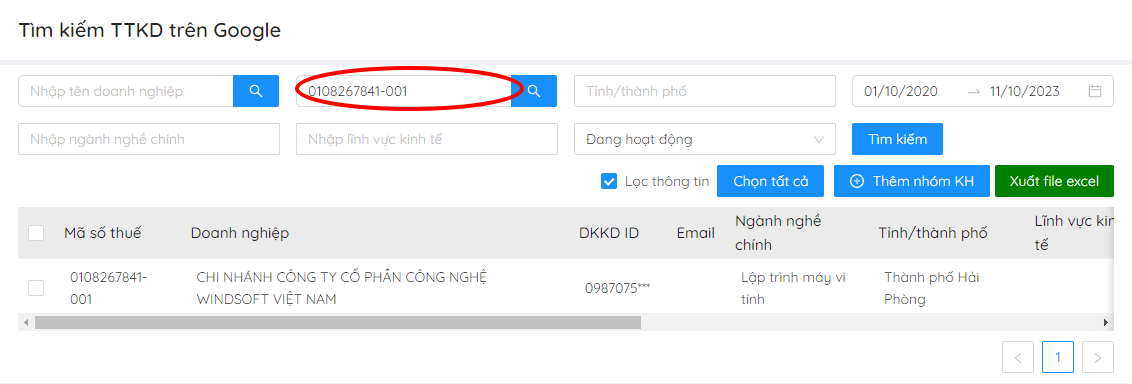 Tìm kiếm TTKD trên Google
Nhập tên doanh nghiệp
0108267841-001
Tỉnh/thành phố
01/10/2020
11/10/2023
Nhập ngành nghề chính
Nhập lĩnh vực kinh tế
Đang hoạt động
Tìm kiếm
Lọc thông tin
Chọn tất cả
Thêm nhóm KH
Xuất file excel
Mã số thuế
Doanh nghiệp
DKKD ID
Email
Ngành nghề
chính
Tỉnh/thành phố
Lĩnh vực kin
tế
0108267841-
001
CHI NHÁNH CÔNG TY CỔ PHẦN CÔNG NGHỆ
WINDSOFT VIỆT NAM
0987075***
Lập trình máy vi
tính
Thành phố Hải
Phòng
1